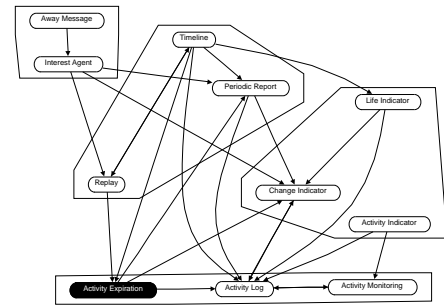 Away Message
Timeline
Interest Agent
Periodic Report
Life Indicator
Replay
Change Indicator
Activity Indicator
Activity Expiration
Activity Log
Activity Monitoring